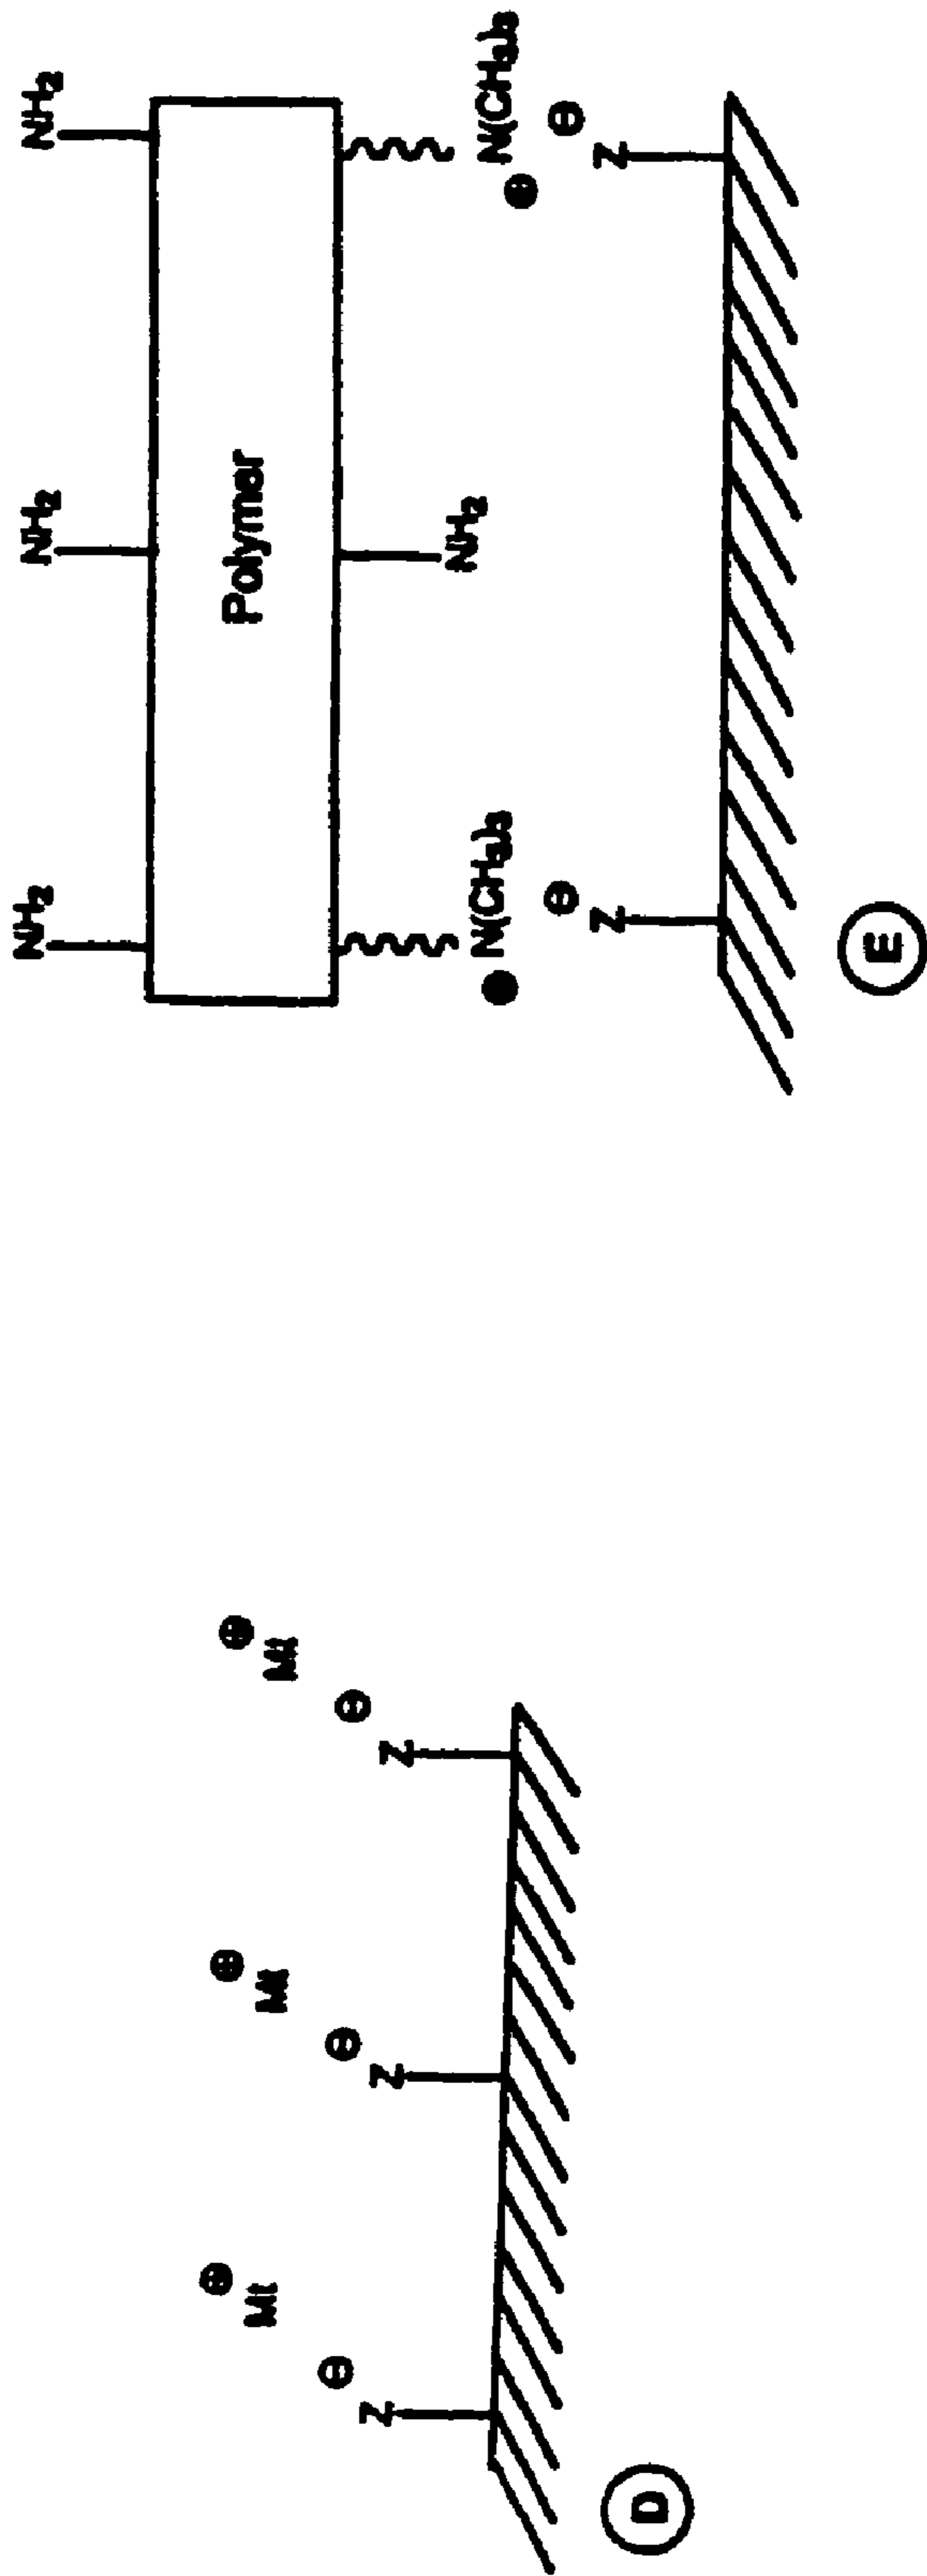 ⊕ ⊕ ⊕
Mt Mt Mt
⊖ ⊖ ⊖
Z Z Z
D
NH₂ NH₂ NH₂
Polymer
NH₂
⊕ N(CH₃)₃ ⊕ N(CH₃)₃
⊖ ⊖
Z Z
E